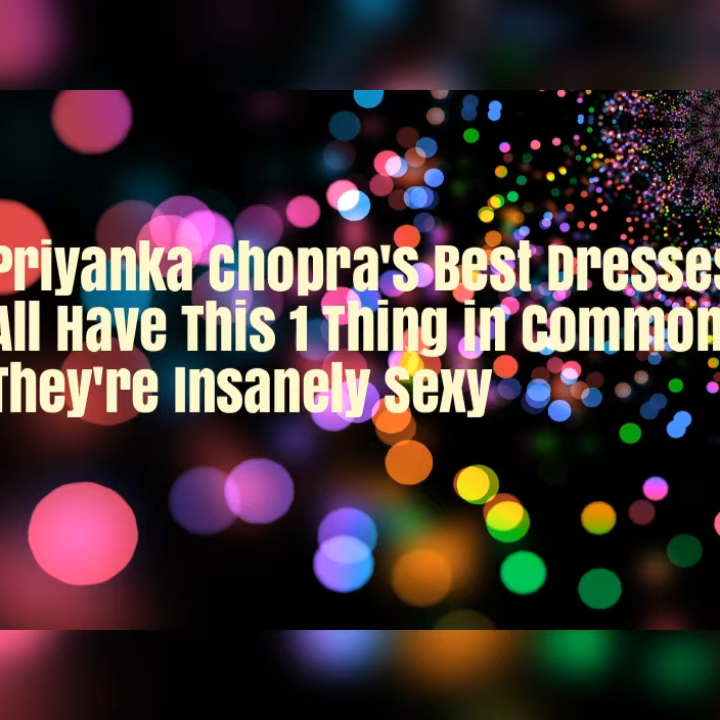 Priyanka Chopra's Best Dresses
All Have This 1 Thing in Common
They're Insanely Sexy